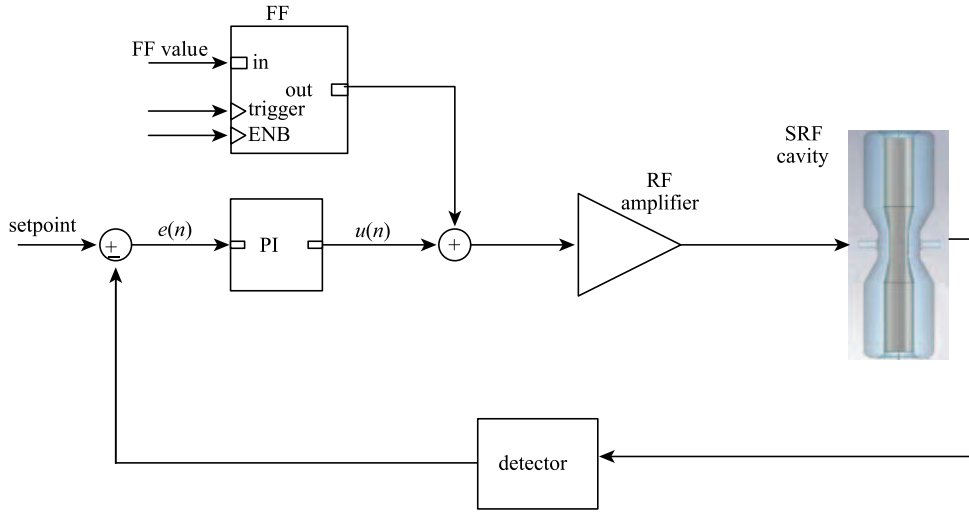 FF
FF value
in
out
trigger
ENB
SRF
cavity
RF
amplifier
setpoint
+
−
e(n)
PI
u(n)
+
detector